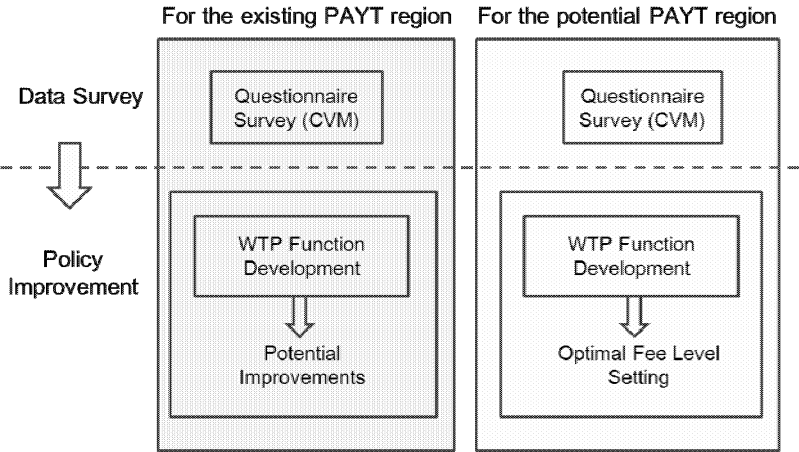 For the existing PAYT region
For the potential PAYT region
Data Survey
Questionnaire
Survey (CVM)
Questionnaire
Survey (CVM)
Policy
Improvement
WTP Function
Development
Potential
Improvements
WTP Function
Development
Optimal Fee Level
Setting